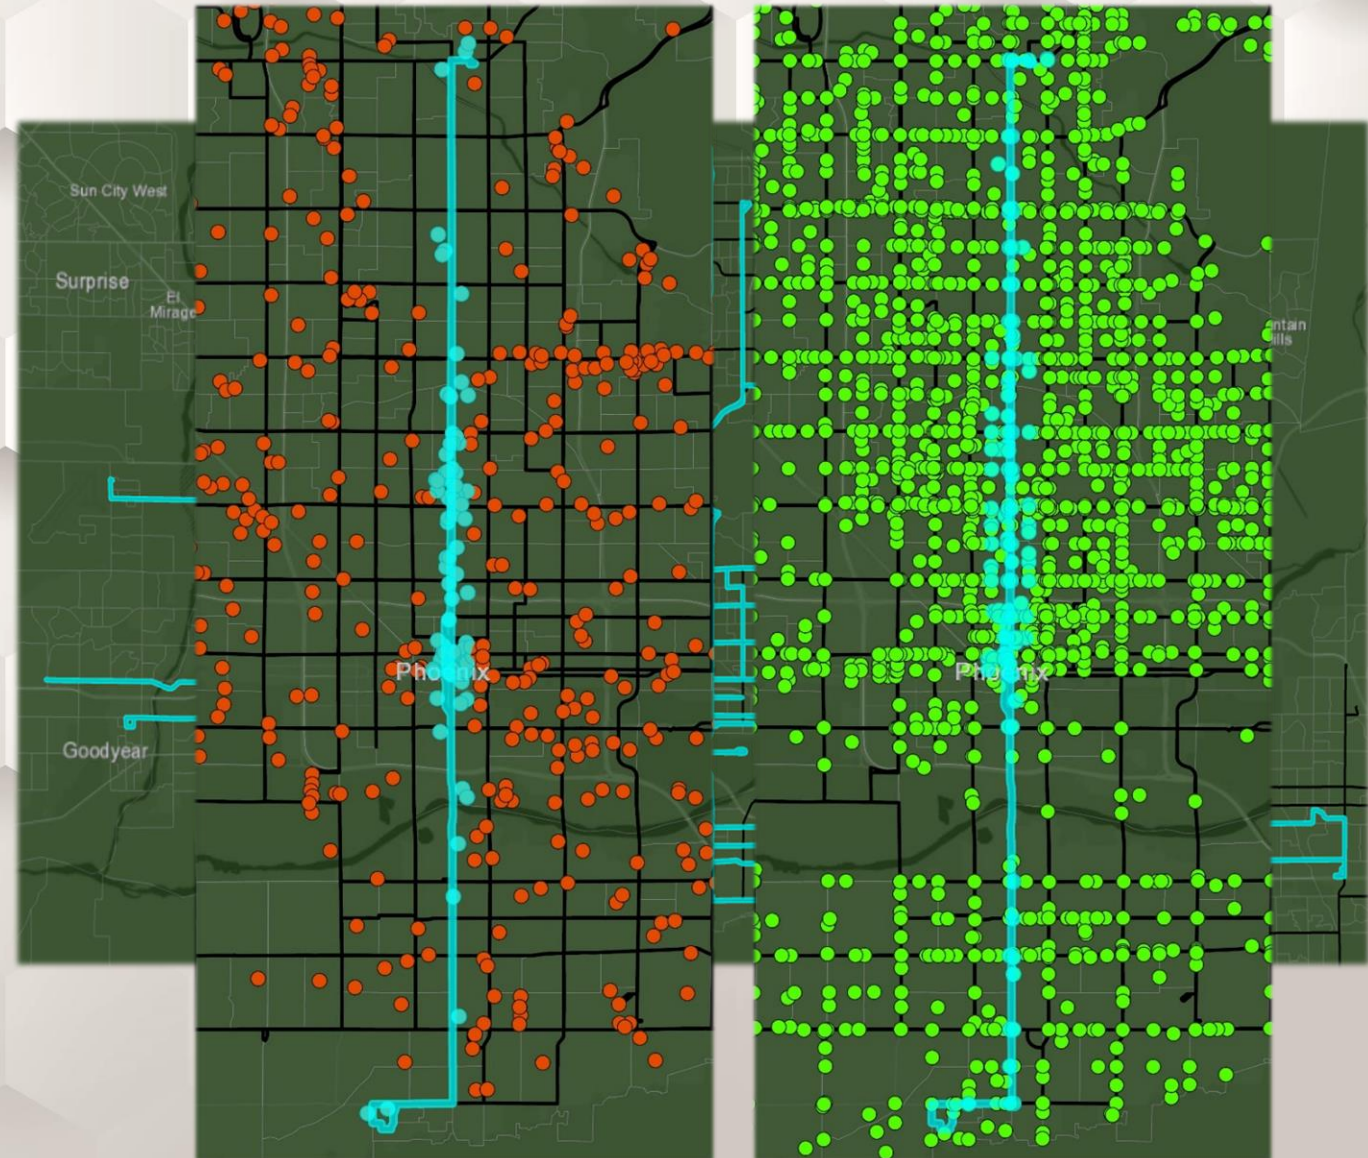 Sun City West
Surprise
El
Mirage
ntain
ills
Phoenix
Phoenix
Goodyear